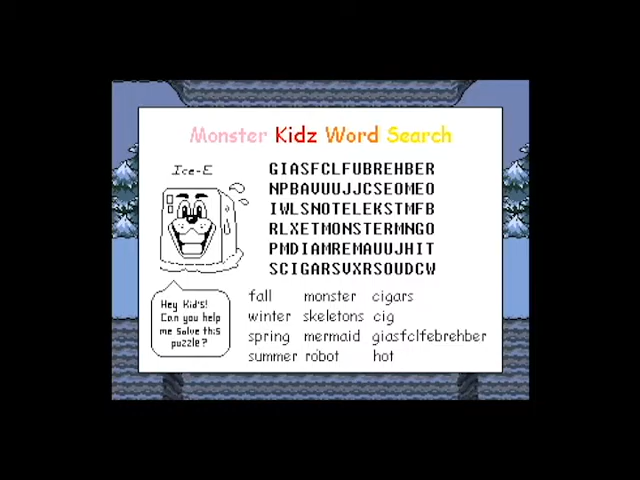 Monster Kidz Word Search
Ice-E
GIASFCLFUBREHBER
NPBAVUUJJCSEOMEO
IWLSNOTELEKSTMFB
RLXETMONSTERMNGO
PMDIAMREMAUUJHIT
SCIGARSVXRSOUDCW
Hey Kid's!
Can you help
me solve this
puzzle?
fall monster cigars
winter skeletons cig
spring mermaid giasfclfebrehber
summer robot hot